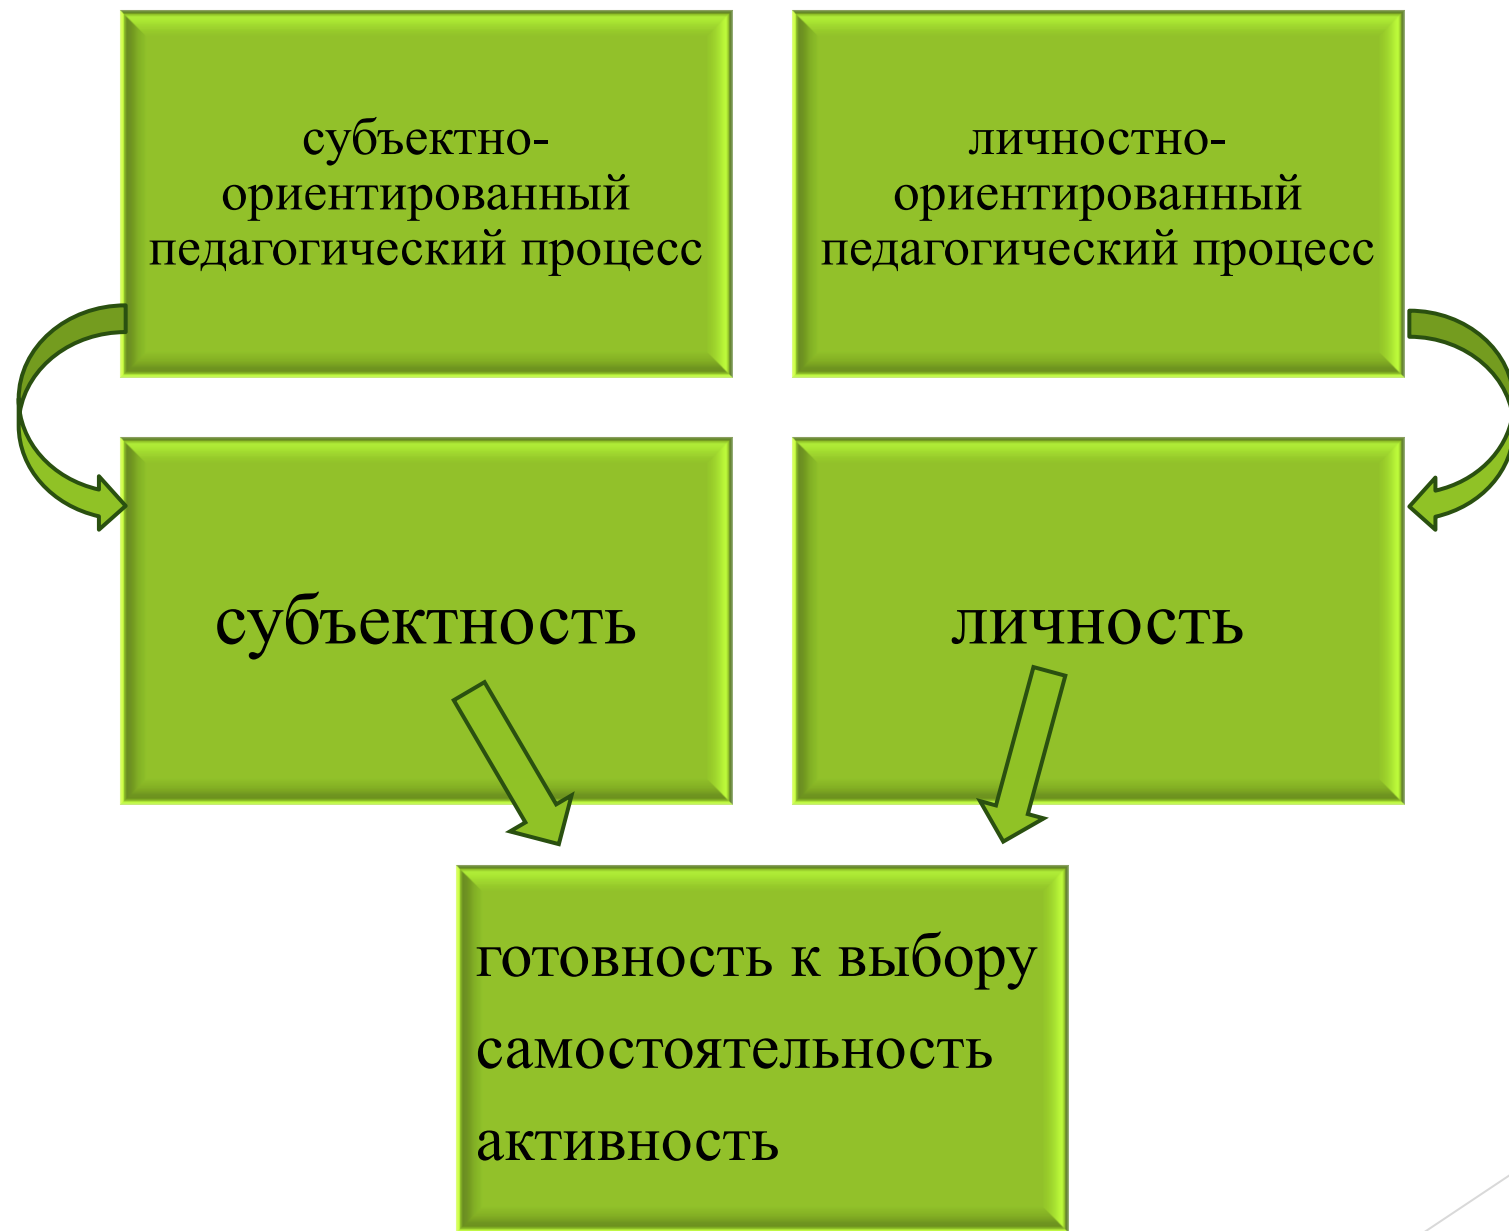 субъектно-
ориентированный
педагогический процесс
личностно-
ориентированный
педагогический процесс
субъектность
личность
готовность к выбору
самостоятельность
активность